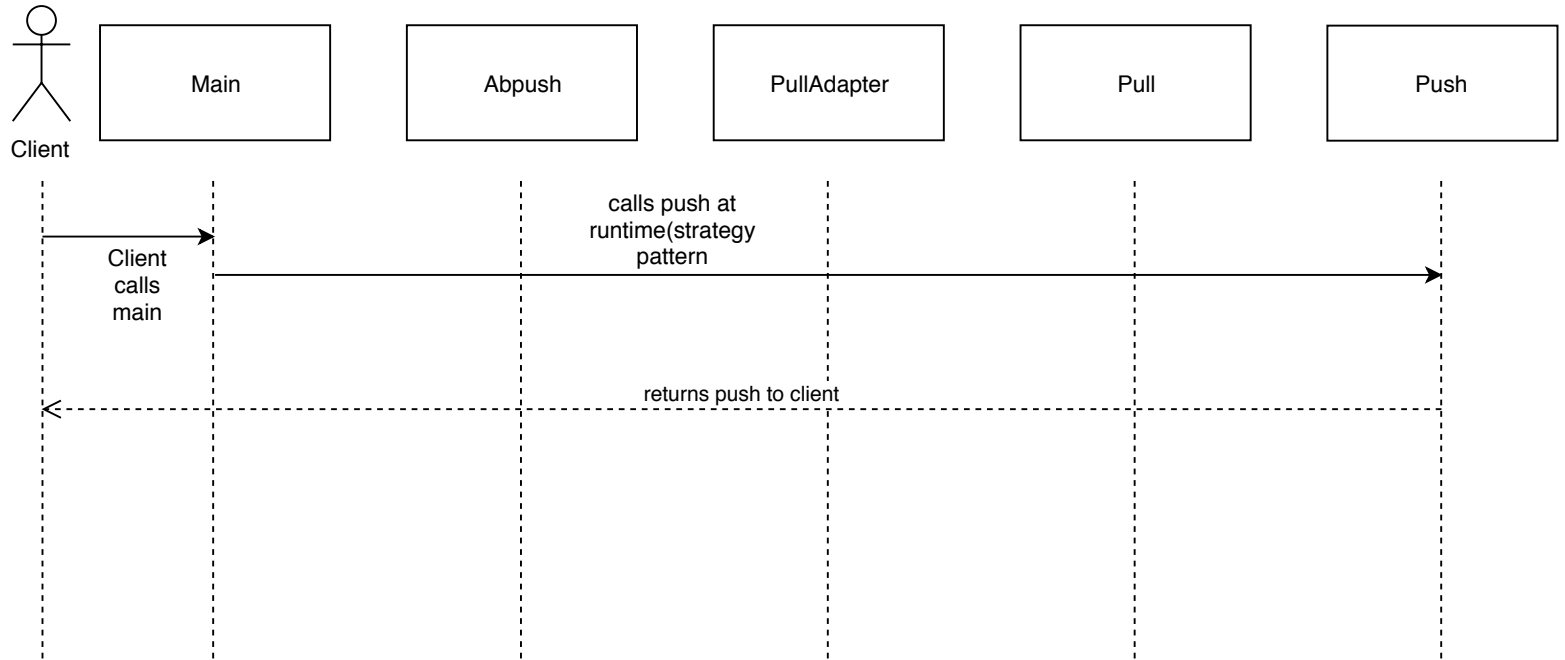 Client
Main
Abpush
PullAdapter
Pull
Push
calls push at
runtime(strategy
pattern
Client
calls
main
returns push to client